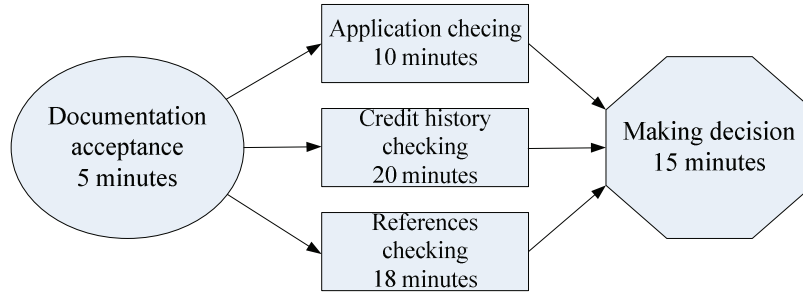 Documentation
acceptance
5 minutes
Application checing
10 minutes
Credit history
checking
20 minutes
References
checking
18 minutes
Making decision
15 minutes